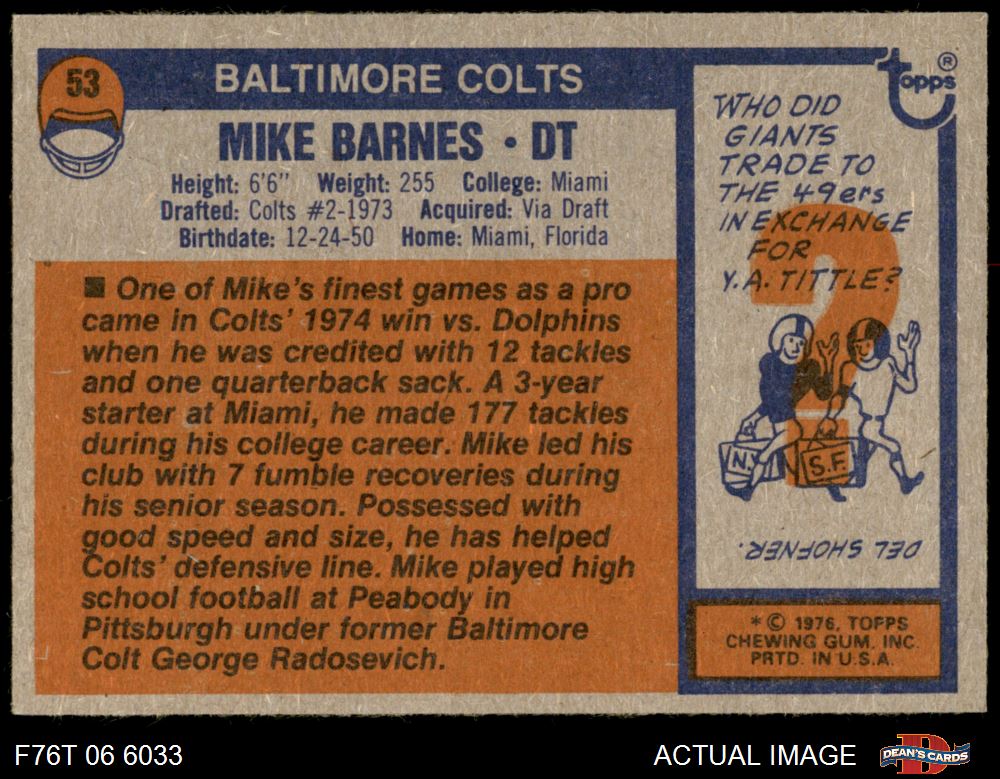 53
BALTIMORE COLTS
MIKE BARNES • DT
Height: 6'6" Weight: 255 College: Miami
Drafted: Colts #2-1973 Acquired: Via Draft
Birthdate: 12-24-50 Home: Miami, Florida
■ One of Mike's finest games as a pro
came in Colts' 1974 win vs. Dolphins
when he was credited with 12 tackles
and one quarterback sack. A 3-year
starter at Miami, he made 177 tackles
during his college career. Mike led his
club with 7 fumble recoveries during
his senior season. Possessed with
good speed and size, he has helped
Colts' defensive line. Mike played high
school football at Peabody in
Pittsburgh under former Baltimore
Colt George Radosevich.
topps®
WHO DID
GIANTS
TRADE TO
THE 49ers
IN EXCHANGE
FOR
Y.A. TITTLE?
?
N.Y.
S.F.
DEL SHOFNER.
* © 1976, TOPPS
CHEWING GUM, INC.
PRTD. IN U.S.A.
F76T 06 6033
ACTUAL IMAGE
DEAN'S CARDS